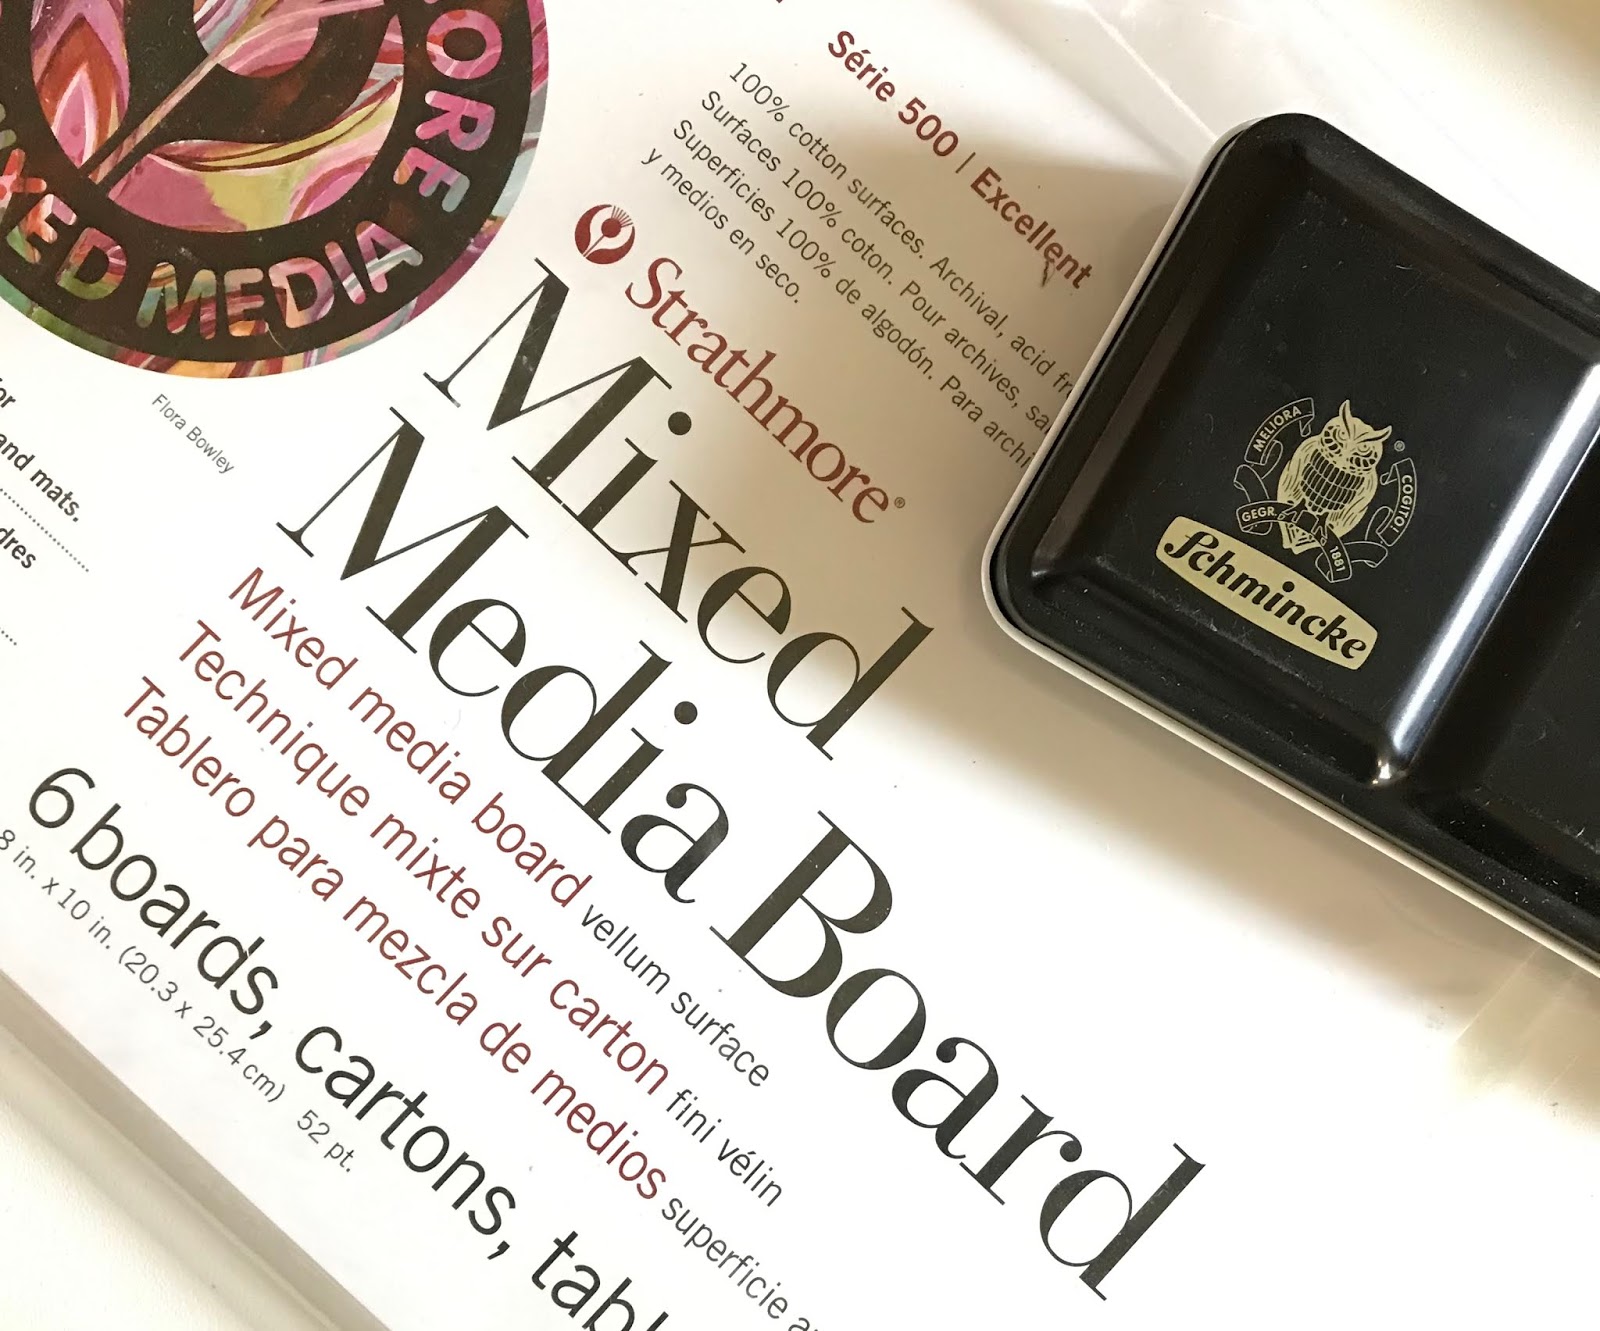 MIXED MEDIA
Flora Bowley
and mats.
Série 500 | Excellent
100% cotton surfaces. Archival, acid
Surfaces 100% coton. Pour archives,
Superficies 100% de algodón. Para
y medios en seco.
Strathmore®
Mixed
Media Board
Mixed media board vellum surface
Technique mixte sur carton fini vélin
Tablero para mezcla de medios superficie
6 boards, cartons,
8 in. x 10 in. (20.3 x 25.4 cm) 52 pt.
MELIORA
COGITO!
GEGR.
1881
®
Schmincke